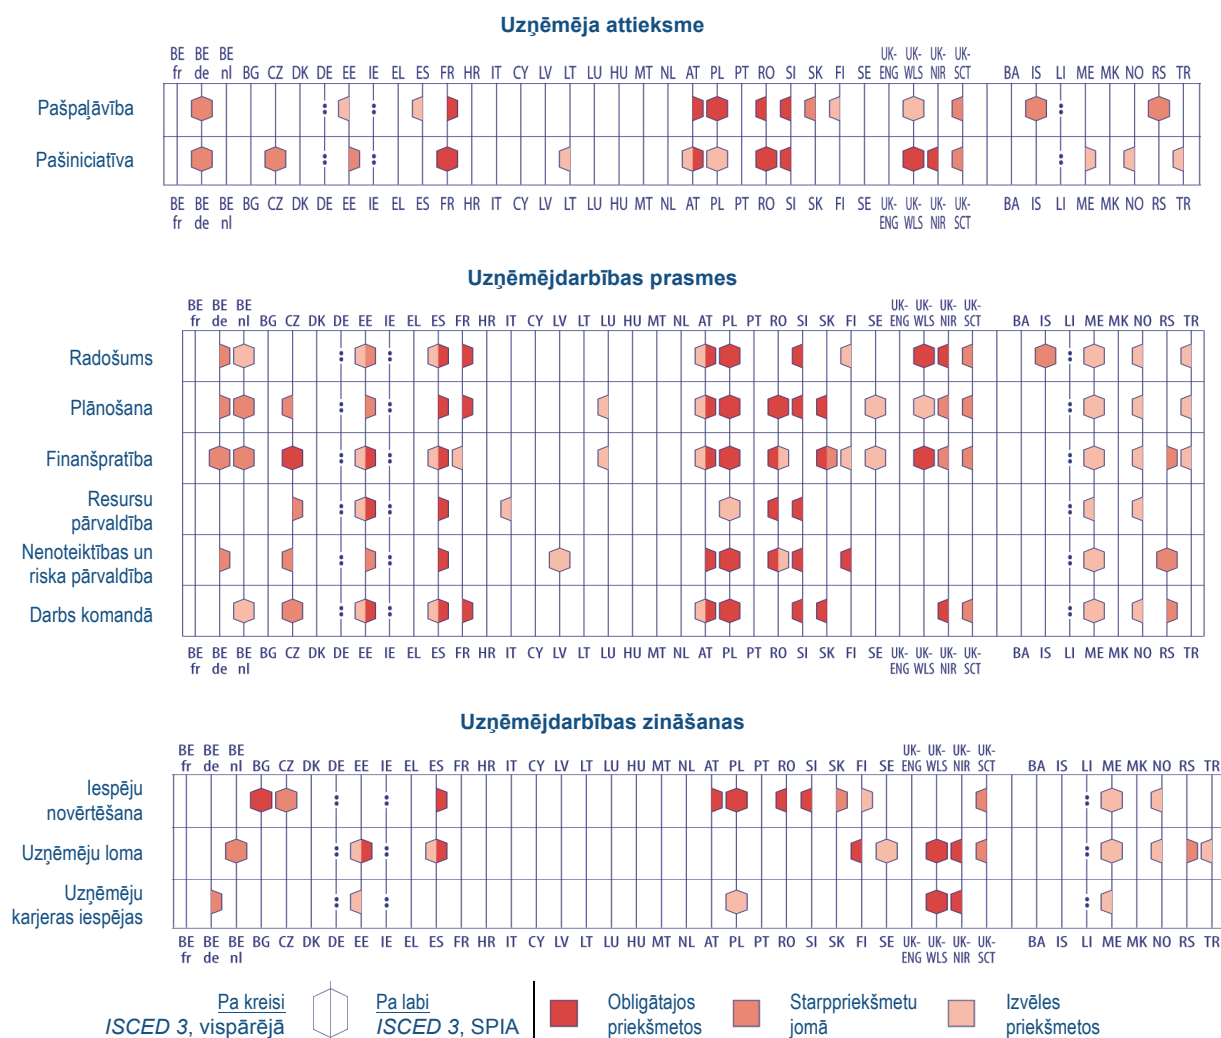 Uzņēmēja attieksme
BE fr BE de BE nl BG CZ DK DE EE IE EL ES FR HR IT CY LV LT LU HU MT NL AT PL PT RO SI SK FI SE UK-ENG UK-WLS UK-NIR UK-SCT BA IS LI ME MK NO RS TR
Pašpaļāvība
Pašiniciatīva
BE fr BE de BE nl BG CZ DK DE EE IE EL ES FR HR IT CY LV LT LU HU MT NL AT PL PT RO SI SK FI SE UK-ENG UK-WLS UK-NIR UK-SCT BA IS LI ME MK NO RS TR
Uzņēmējdarbības prasmes
BE fr BE de BE nl BG CZ DK DE EE IE EL ES FR HR IT CY LV LT LU HU MT NL AT PL PT RO SI SK FI SE UK-ENG UK-WLS UK-NIR UK-SCT BA IS LI ME MK NO RS TR
Radošums
Plānošana
Finanšpratība
Resursu
pārvaldība
Nenoteiktības un
riska pārvaldība
Darbs komandā
BE fr BE de BE nl BG CZ DK DE EE IE EL ES FR HR IT CY LV LT LU HU MT NL AT PL PT RO SI SK FI SE UK-ENG UK-WLS UK-NIR UK-SCT BA IS LI ME MK NO RS TR
Uzņēmējdarbības zināšanas
BE fr BE de BE nl BG CZ DK DE EE IE EL ES FR HR IT CY LV LT LU HU MT NL AT PL PT RO SI SK FI SE UK-ENG UK-WLS UK-NIR UK-SCT BA IS LI ME MK NO RS TR
Iespēju
novērtēšana
Uzņēmēju loma
Uzņēmēju
karjeras iespējas
BE fr BE de BE nl BG CZ DK DE EE IE EL ES FR HR IT CY LV LT LU HU MT NL AT PL PT RO SI SK FI SE UK-ENG UK-WLS UK-NIR UK-SCT BA IS LI ME MK NO RS TR
Pa kreisi
ISCED 3, vispārējā
Pa labi
ISCED 3, SPIA
Obligātajos
priekšmetos
Starppriekšmetu
jomā
Izvēles
priekšmetos